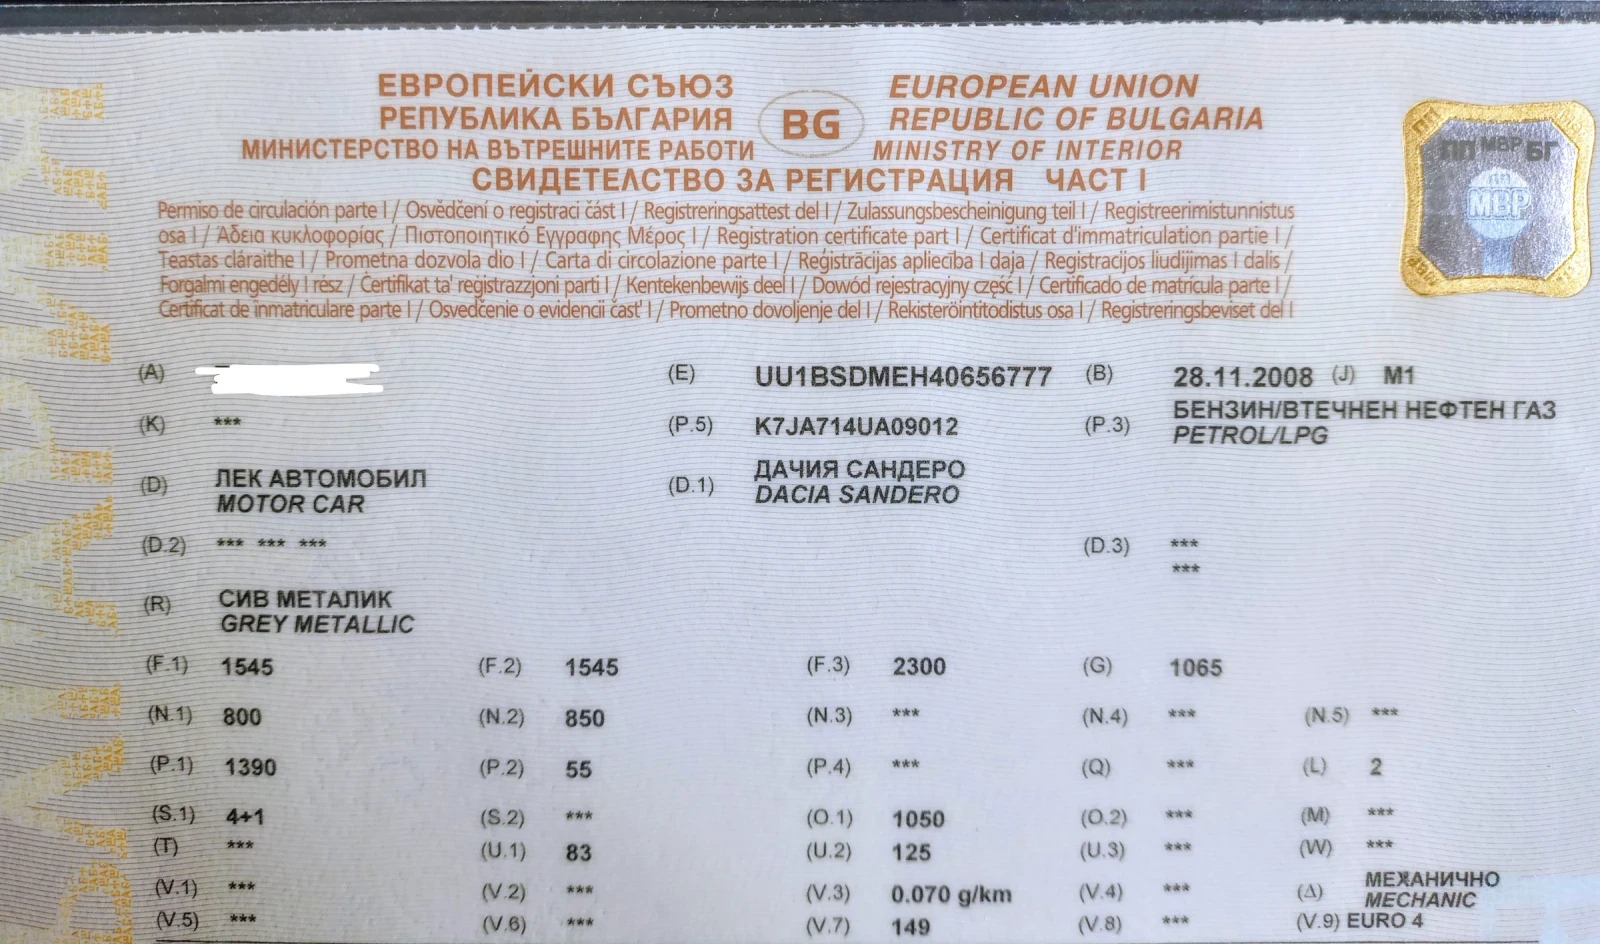 ЕВРОПЕЙСКИ СЪЮЗ EUROPEAN UNION
РЕПУБЛИКА БЪЛГАРИЯ BG REPUBLIC OF BULGARIA
МИНИСТЕРСТВО НА ВЪТРЕШНИТЕ РАБОТИ MINISTRY OF INTERIOR
СВИДЕТЕЛСТВО ЗА РЕГИСТРАЦИЯ ЧАСТ I
ПП МВР БГ
МВР
Permiso de circulación parte I / Osvědčení o registraci část I / Registreringsattest del I / Zulassungsbescheinigung teil I / Registreerimistunnistus
osa I / Άδεια κυκλοφορίας / Πιστοποιητικό Εγγραφης Μέρος I / Registration certificate part I / Certificat d'immatriculation partie I /
Teastas cláraithe I / Prometna dozvola dio I / Carta di circolazione parte I / Reģistrācijas apliecība I daja / Registracijos liudijimas I dalis /
Forgalmi engedély I rész / Čertifikat ta' reġistrazzjoni parti I / Kentekenbewijs deel I / Dowód rejestracyjny część I / Certificado de matrícula parte I /
Certificat de inmatriculare parte I / Osvedčenie o evidencii časť I / Prometno dovoljenje del I / Rekisteröintitodistus osa I / Registreringsbeviset del I
(A) (E) UU1BSDMEH40656777 (B) 28.11.2008 (J) M1
(K) *** (P.5) K7JA714UA09012 (P.3) БЕНЗИН/ВТЕЧНЕН НЕФТЕН ГАЗ
PETROL/LPG
(D) ЛЕК АВТОМОБИЛ (D.1) ДАЧИЯ САНДЕРО
MOTOR CAR DACIA SANDERO
(D.2) *** *** *** (D.3) ***
***
(R) СИВ МЕТАЛИК
GREY METALLIC
(F.1) 1545 (F.2) 1545 (F.3) 2300 (G) 1065
(N.1) 800 (N.2) 850 (N.3) *** (N.4) *** (N.5) ***
(P.1) 1390 (P.2) 55 (P.4) *** (Q) *** (L) 2
(S.1) 4+1 (S.2) *** (O.1) 1050 (O.2) *** (M) ***
(T) *** (U.1) 83 (U.2) 125 (U.3) *** (W) ***
(V.1) *** (V.2) *** (V.3) 0.070 g/km (V.4) *** (Δ) МЕХАНИЧНО
MECHANIC
(V.5) *** (V.6) *** (V.7) 149 (V.8) *** (V.9) EURO 4